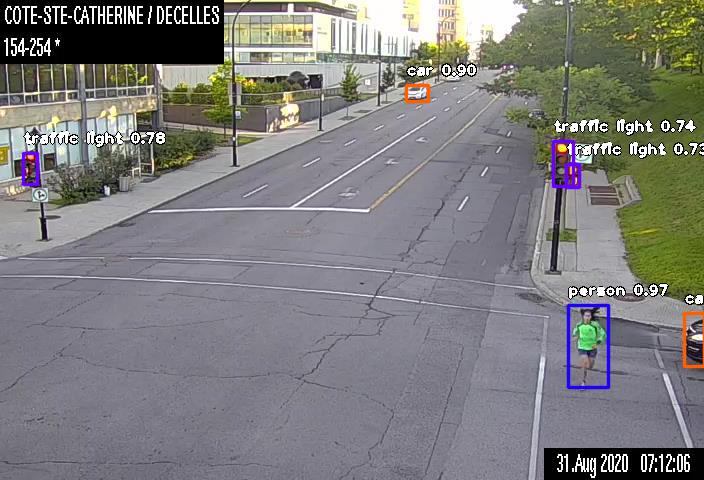 COTE-STE-CATHERINE / DECELLES
154-254 *
car 0.90
traffic light 0.78
traffic light 0.74
traffic light 0.73
person 0.97
ca
31.Aug 2020 07:12:06